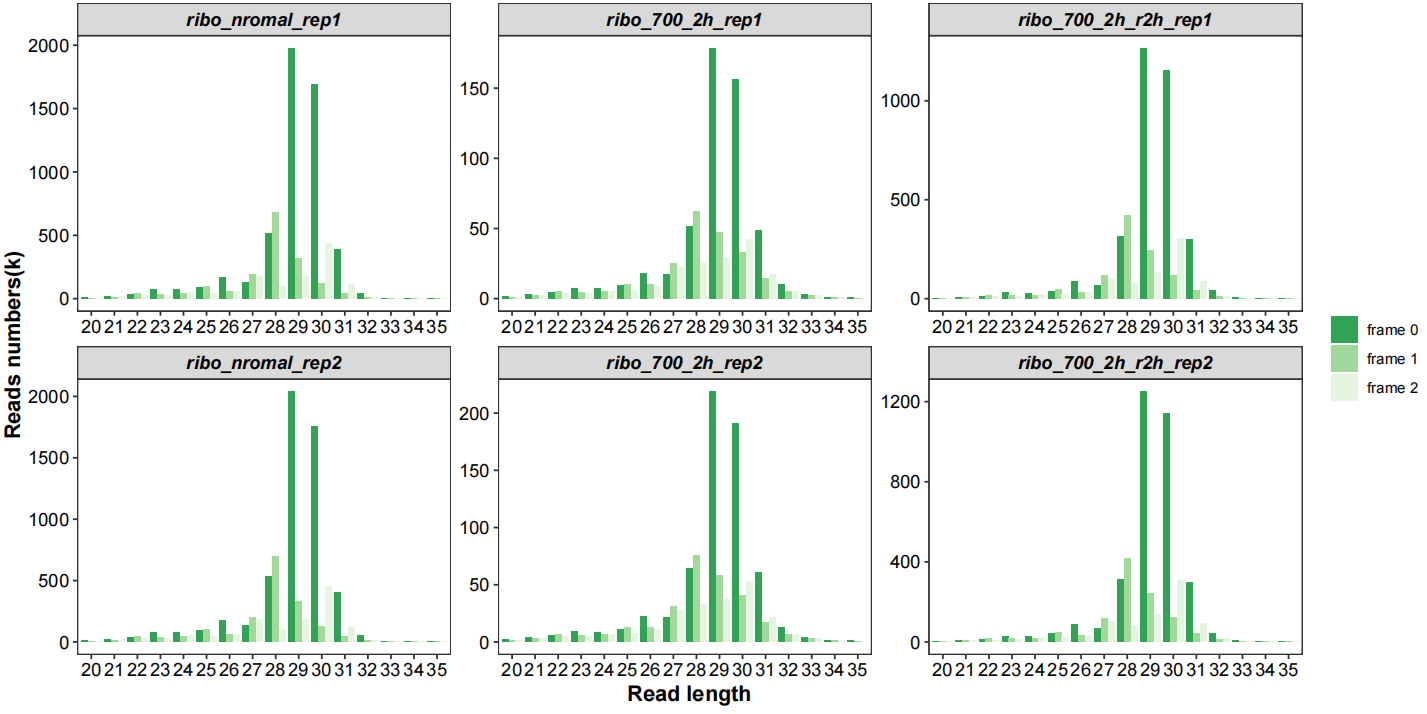 ribo_nromal_rep1 ribo_700_2h_rep1 ribo_700_2h_r2h_rep1
2000
1500
1000
500
0
150
100
50
0
1000
500
0
20 21 22 23 24 25 26 27 28 29 30 31 32 33 34 35
20 21 22 23 24 25 26 27 28 29 30 31 32 33 34 35
20 21 22 23 24 25 26 27 28 29 30 31 32 33 34 35
Reads numbers(k)
ribo_nromal_rep2 ribo_700_2h_rep2 ribo_700_2h_r2h_rep2
2000
1500
1000
500
0
200
150
100
50
0
1200
800
400
0
20 21 22 23 24 25 26 27 28 29 30 31 32 33 34 35
20 21 22 23 24 25 26 27 28 29 30 31 32 33 34 35
20 21 22 23 24 25 26 27 28 29 30 31 32 33 34 35
Read length
frame 0
frame 1
frame 2